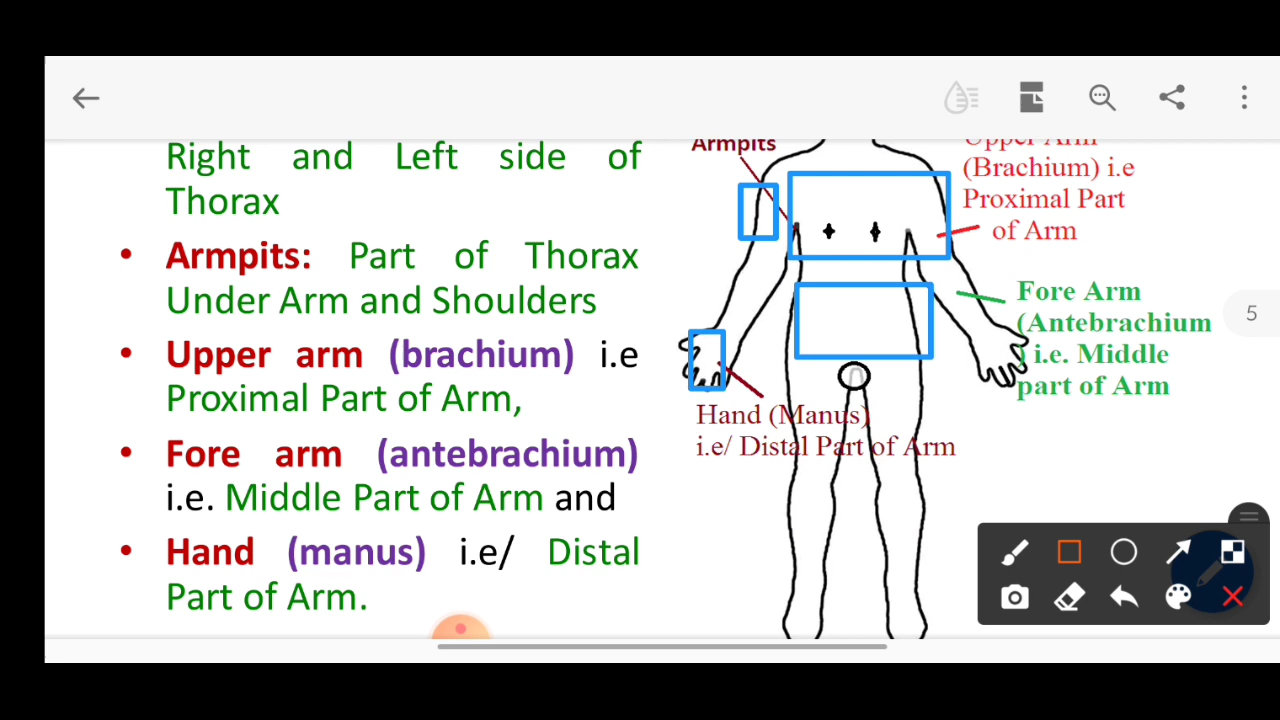 Right and Left side of
Thorax
• Armpits: Part of Thorax
Under Arm and Shoulders
• Upper arm (brachium) i.e
Proximal Part of Arm,
• Fore arm (antebrachium)
i.e. Middle Part of Arm and
• Hand (manus) i.e/ Distal
Part of Arm.
Armpits
Upper Arm
(Brachium) i.e
Proximal Part
of Arm
Fore Arm
(Antebrachium
) i.e. Middle
part of Arm
Hand (Manus)
i.e/ Distal Part of Arm
5